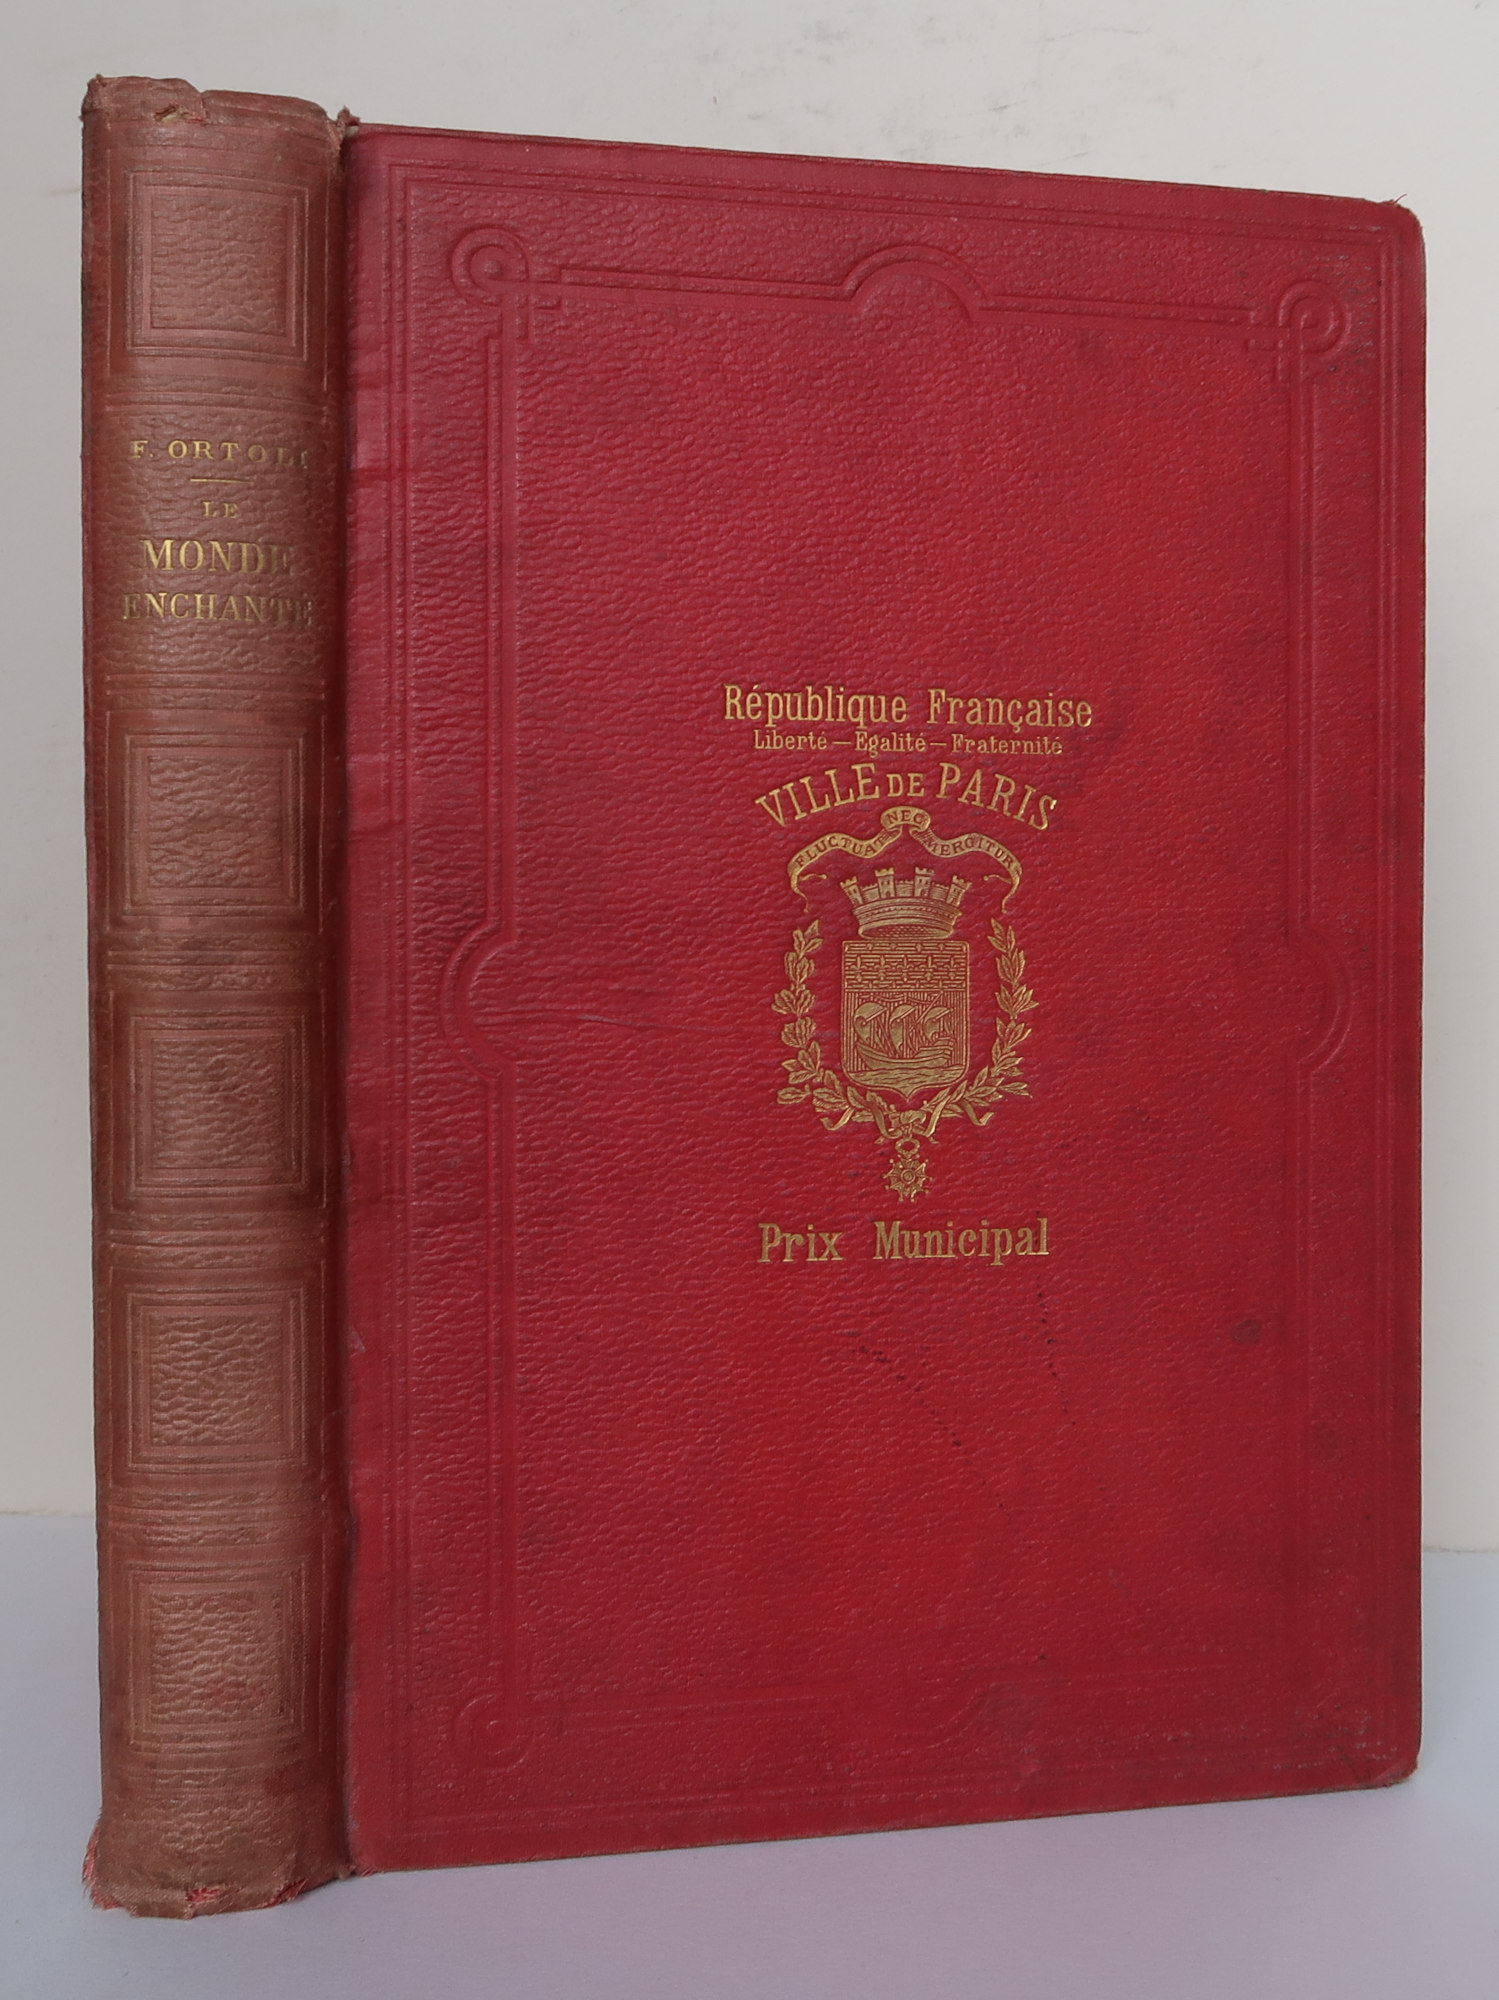 F. ORTOLI
LE
MONDE
ENCHANTÉ
République Française
Liberté — Egalité — Fraternité
VILLE DE PARIS
FLUCTUAT NEC MERGITUR
Prix Municipal